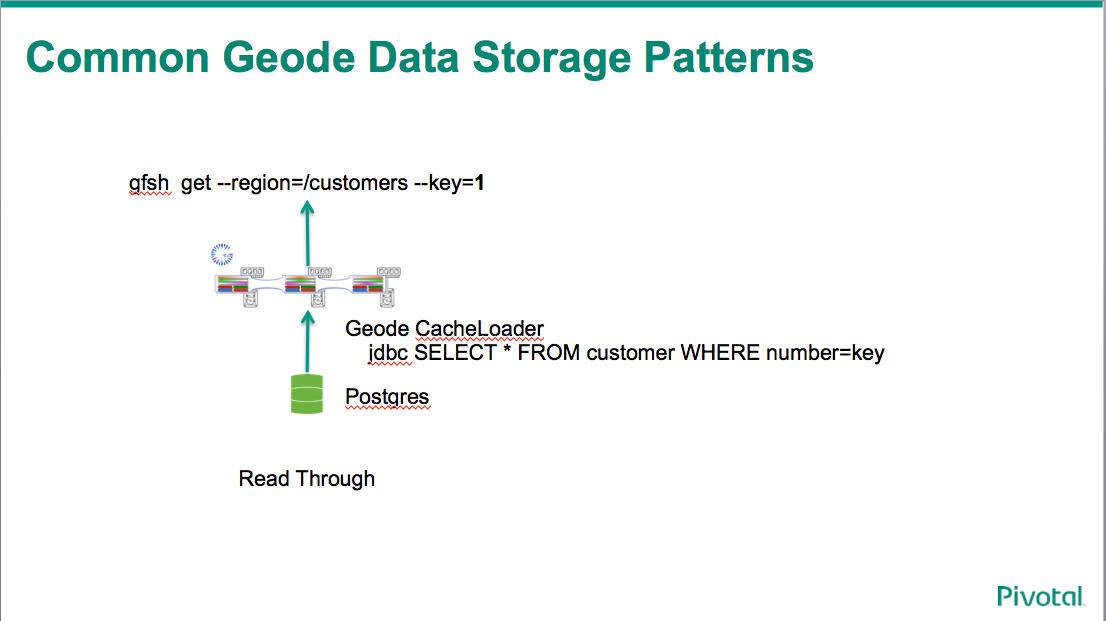 Common Geode Data Storage Patterns
gfsh get --region=/customers --key=1
Geode CacheLoader
jdbc SELECT * FROM customer WHERE number=key
Postgres
Read Through
Pivotal